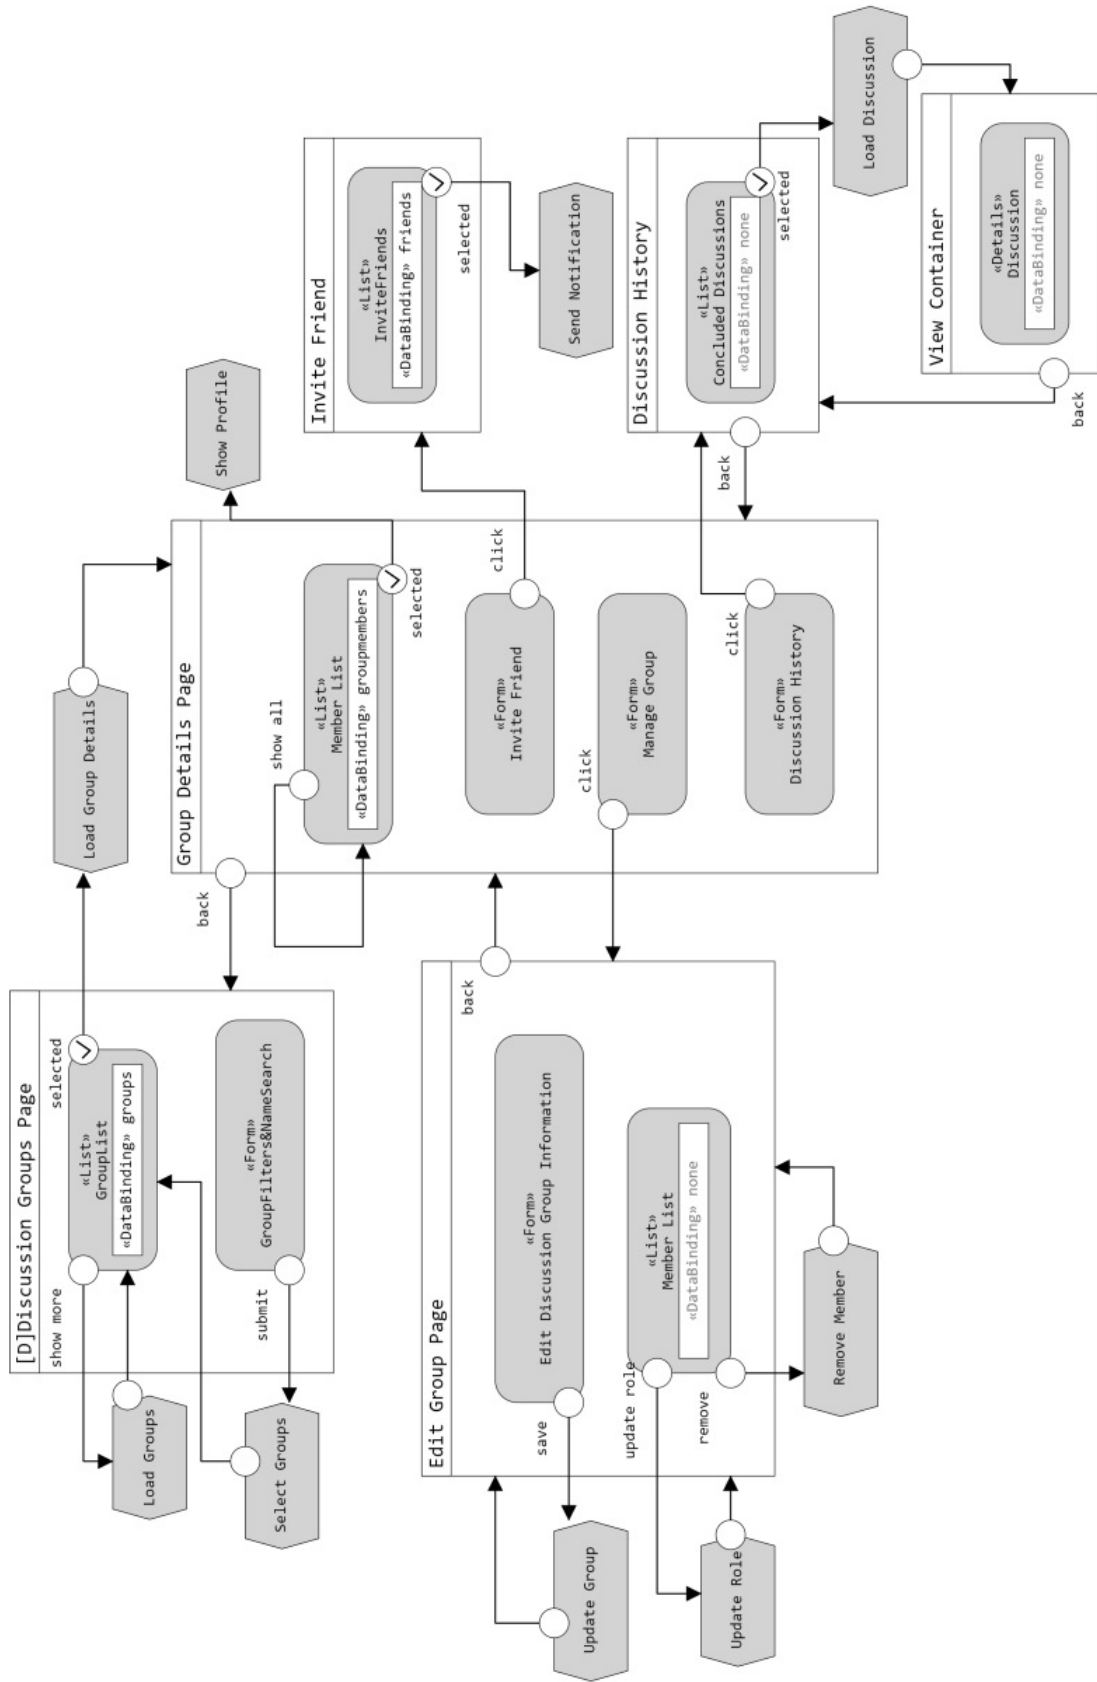 [D]Discussion Groups Page
show more
selected
«List»
GroupList
«DataBinding» groups
«Form»
GroupFilters&NameSearch
submit
Load Groups
Select Groups
Load Group Details
back
Group Details Page
show all
«List»
Member List
«DataBinding» groupmembers
selected
Show Profile
«Form»
Invite Friend
click
«Form»
Manage Group
click
«Form»
Discussion History
click
Invite Friend
«List»
InviteFriends
«DataBinding» friends
selected
Send Notification
Discussion History
«List»
Concluded Discussions
«DataBinding» none
selected
back
Load Discussion
View Container
«Details»
Discussion
«DataBinding» none
back
Edit Group Page
back
«Form»
Edit Discussion Group Information
save
«List»
Member List
«DataBinding» none
update role
remove
Update Group
Update Role
Remove Member